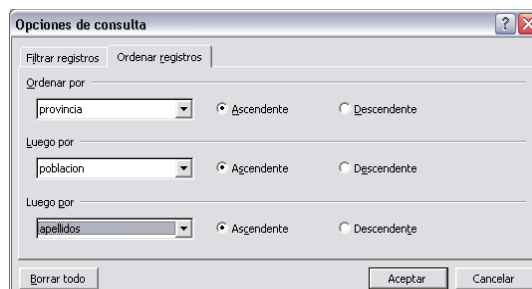 Opciones de consulta
Filtrar registros Ordenar registros
Ordenar por
provincia Ascendente Descendente
Luego por
poblacion Ascendente Descendente
Luego por
apellidos Ascendente Descendente
Borrar todo Aceptar Cancelar